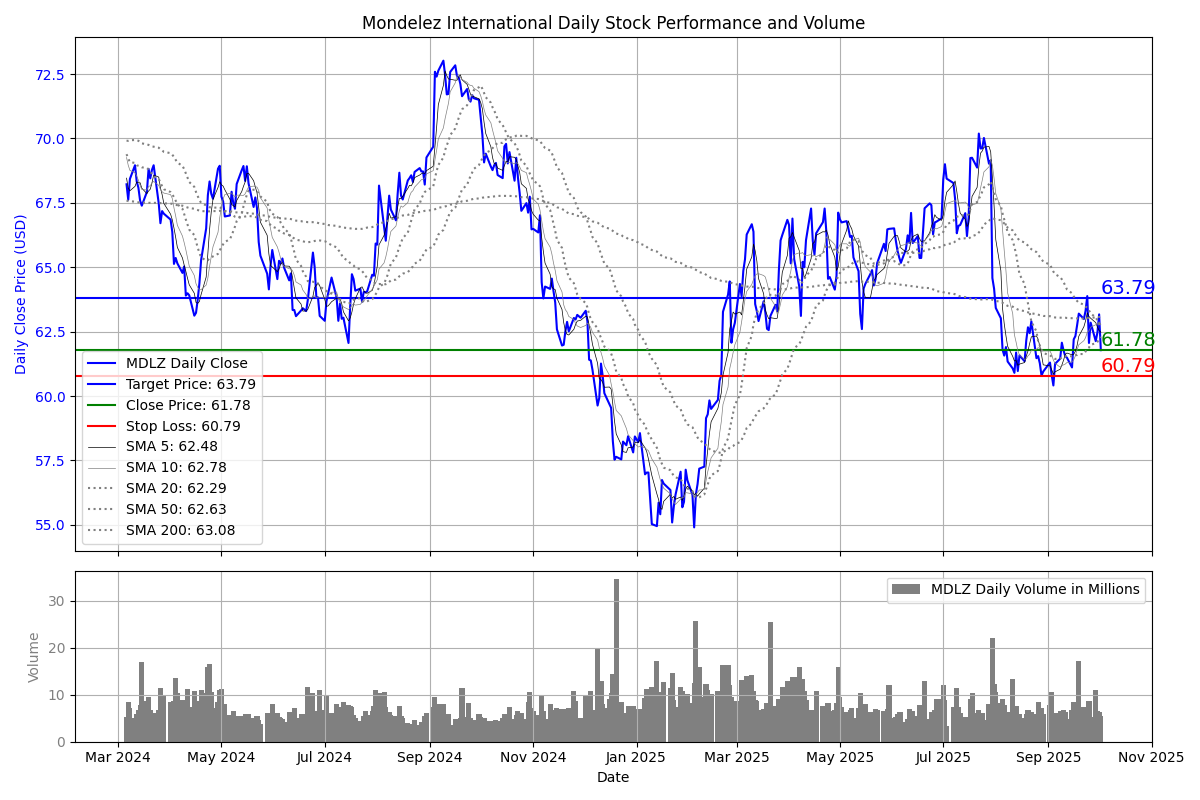 Mondelez International Daily Stock Performance and Volume
Daily Close Price (USD)
72.5
70.0
67.5
65.0
62.5
60.0
57.5
55.0
63.79
61.78
60.79
MDLZ Daily Close
Target Price: 63.79
Close Price: 61.78
Stop Loss: 60.79
SMA 5: 62.48
SMA 10: 62.78
SMA 20: 62.29
SMA 50: 62.63
SMA 200: 63.08
Volume
30
20
10
0
MDLZ Daily Volume in Millions
Mar 2024 May 2024 Jul 2024 Sep 2024 Nov 2024 Jan 2025 Mar 2025 May 2025 Jul 2025 Sep 2025 Nov 2025
Date